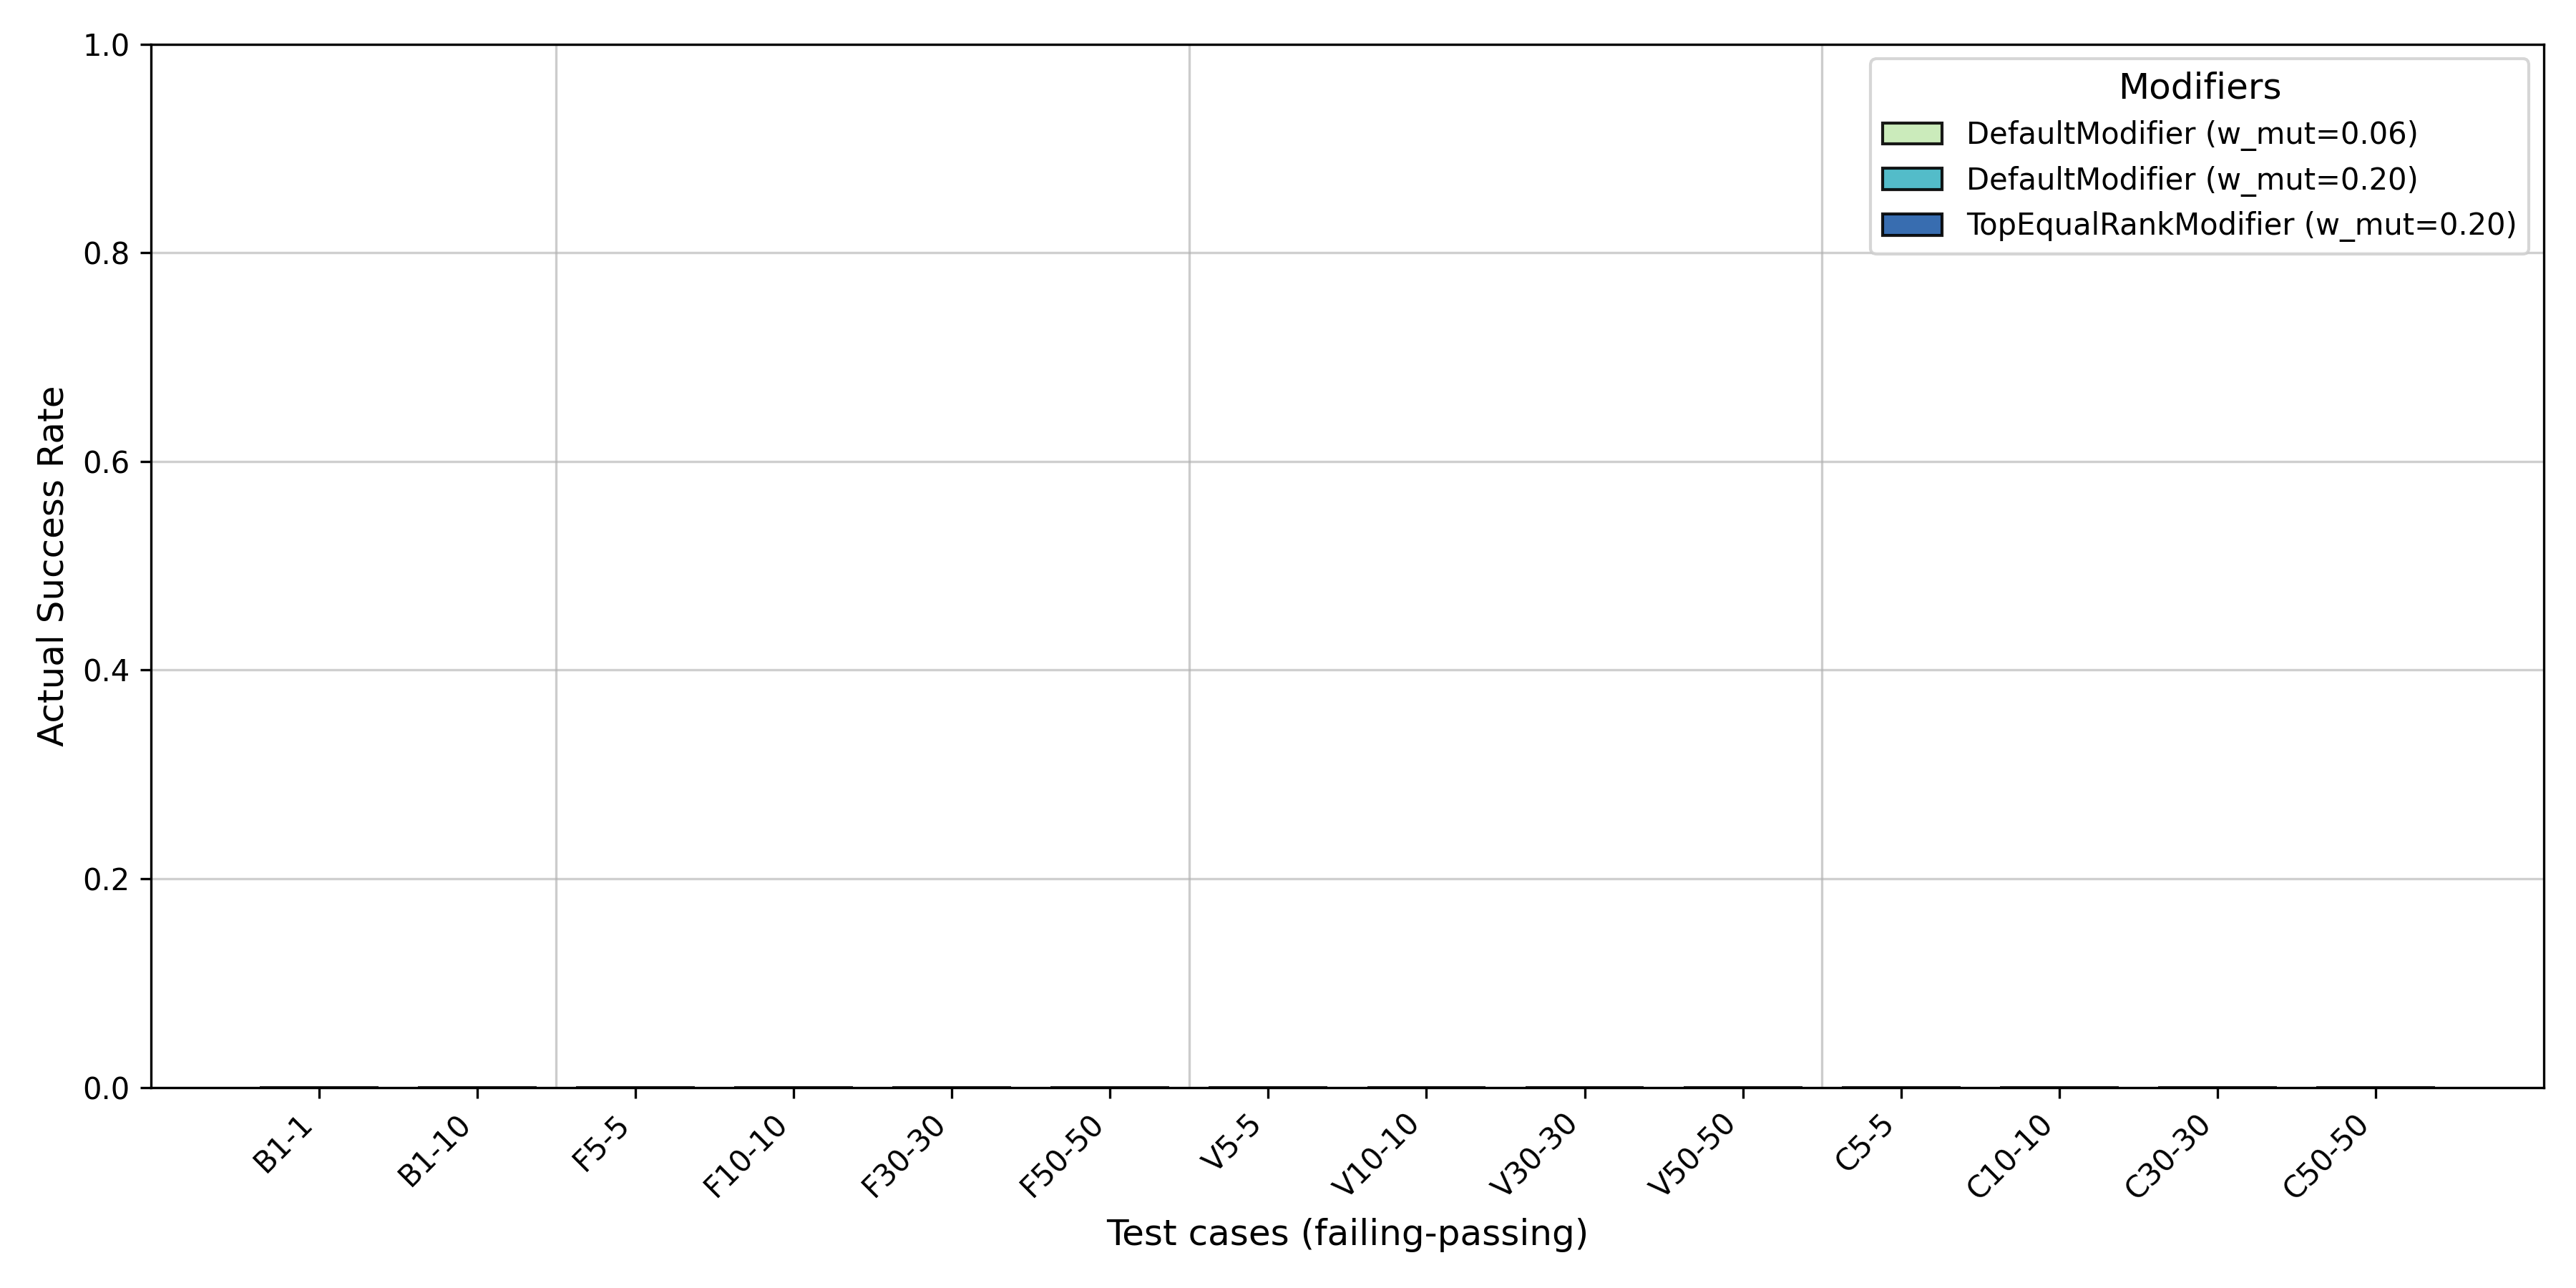 Modifiers
DefaultModifier (w_mut=0.06)
DefaultModifier (w_mut=0.20)
TopEqualRankModifier (w_mut=0.20)
Actual Success Rate
1.0
0.8
0.6
0.4
0.2
0.0
B1-1
B1-10
F5-5
F10-10
F30-30
F50-50
V5-5
V10-10
V30-30
V50-50
C5-5
C10-10
C30-30
C50-50
Test cases (failing-passing)